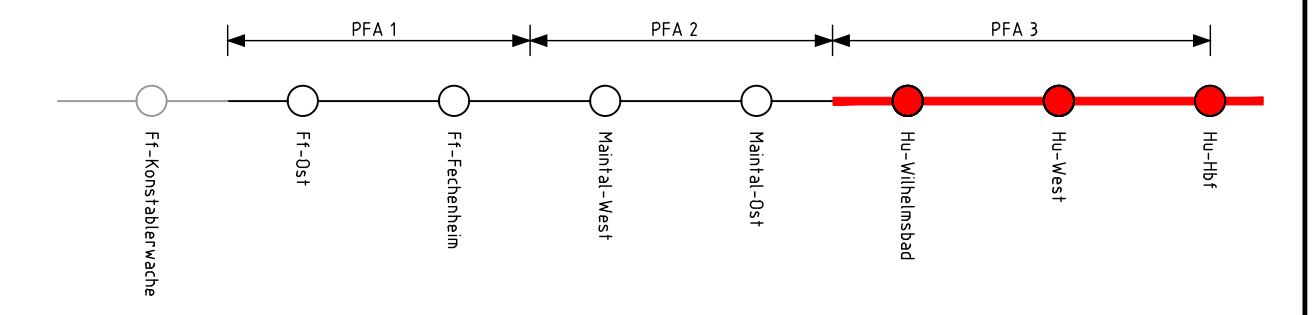 PFA 1
PFA 2
PFA 3
Ff-Konstablerwache
Ff-Ost
Ff-Fechenheim
Maintal-West
Maintal-Ost
Hu-Wilhelmsbad
Hu-West
Hu-Hbf